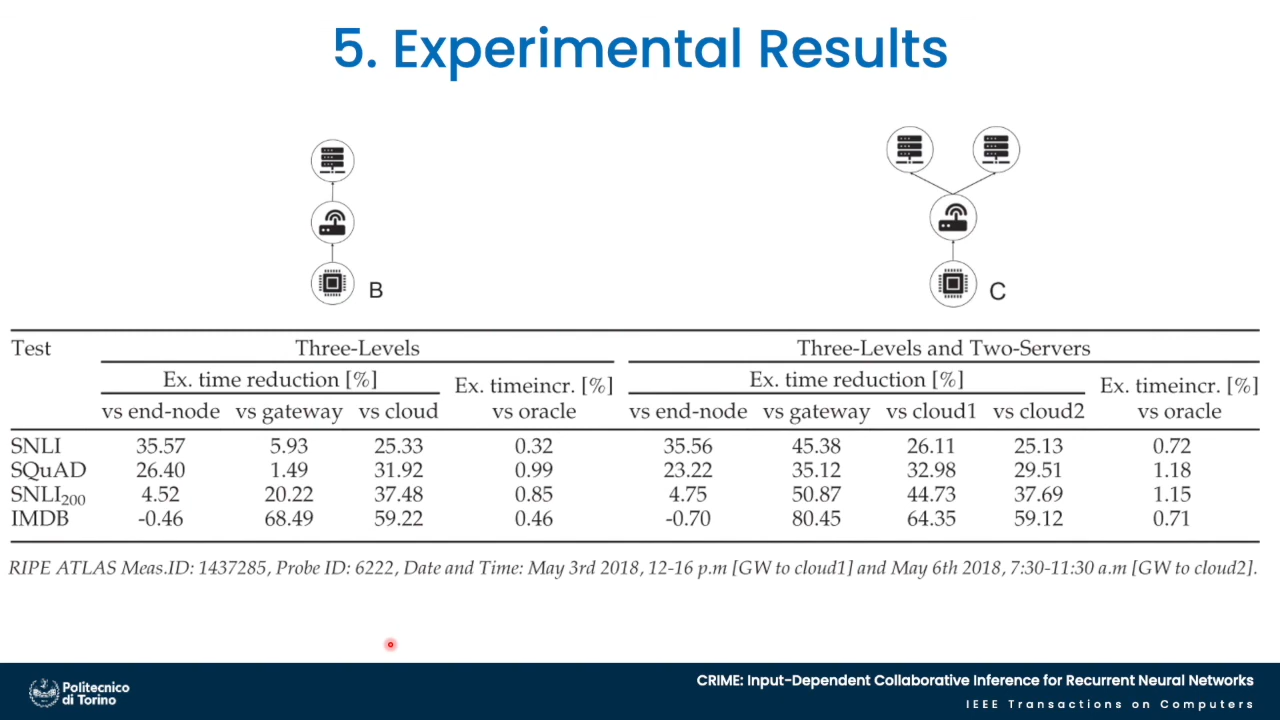 5. Experimental Results
B
C
Test Three-Levels Three-Levels and Two-Servers
Ex. time reduction [%] Ex. timeincr. [%] Ex. time reduction [%] Ex. timeincr. [%]
vs end-node vs gateway vs cloud vs oracle vs end-node vs gateway vs cloud1 vs cloud2 vs oracle
SNLI 35.57 5.93 25.33 0.32 35.56 45.38 26.11 25.13 0.72
SQuAD 26.40 1.49 31.92 0.99 23.22 35.12 32.98 29.51 1.18
SNLI200 4.52 20.22 37.48 0.85 4.75 50.87 44.73 37.69 1.15
IMDB -0.46 68.49 59.22 0.46 -0.70 80.45 64.35 59.12 0.71
RIPE ATLAS Meas.ID: 1437285, Probe ID: 6222, Date and Time: May 3rd 2018, 12-16 p.m [GW to cloud1] and May 6th 2018, 7:30-11:30 a.m [GW to cloud2].
Politecnico
di Torino
CRIME: Input-Dependent Collaborative Inference for Recurrent Neural Networks
IEEE Transactions on Computers